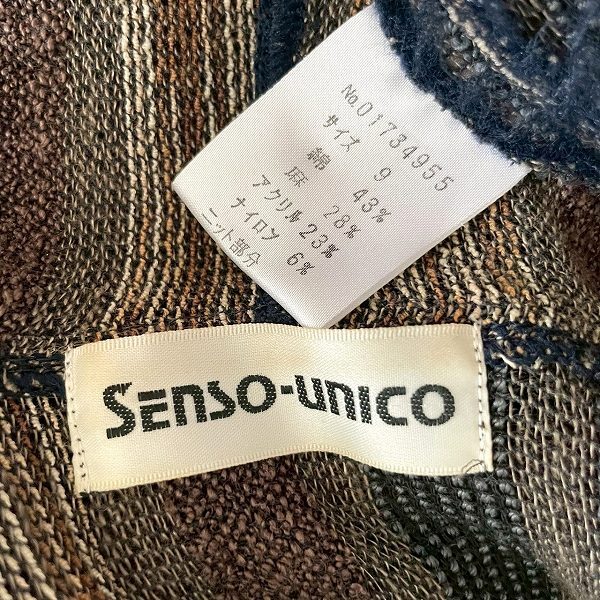 No.01734955
サイズ 9
綿 43%
麻 28%
アクリル 23%
ナイロン 6%
ニット部分
SENSO-UNICO